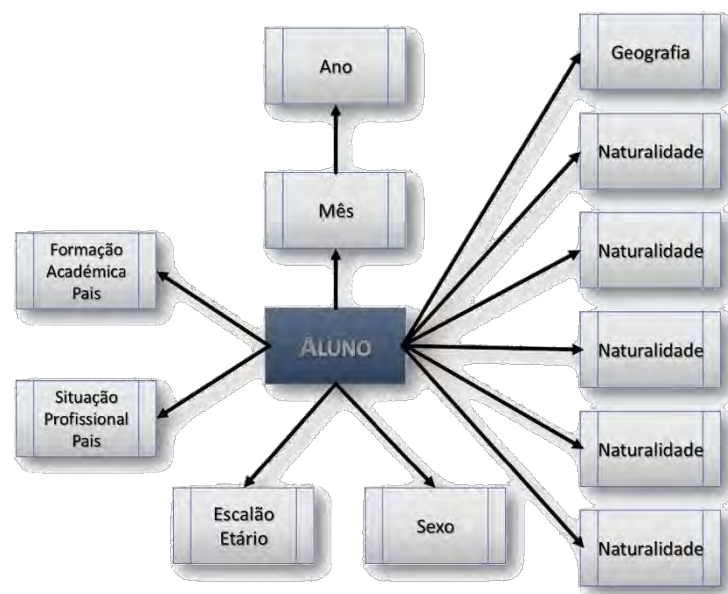 Ano
Geografia
Naturalidade
Mês
Naturalidade
Formação
Académica
Pais
ALUNO
Naturalidade
Situação
Profissional
Pais
Naturalidade
Escalão
Etário
Sexo
Naturalidade